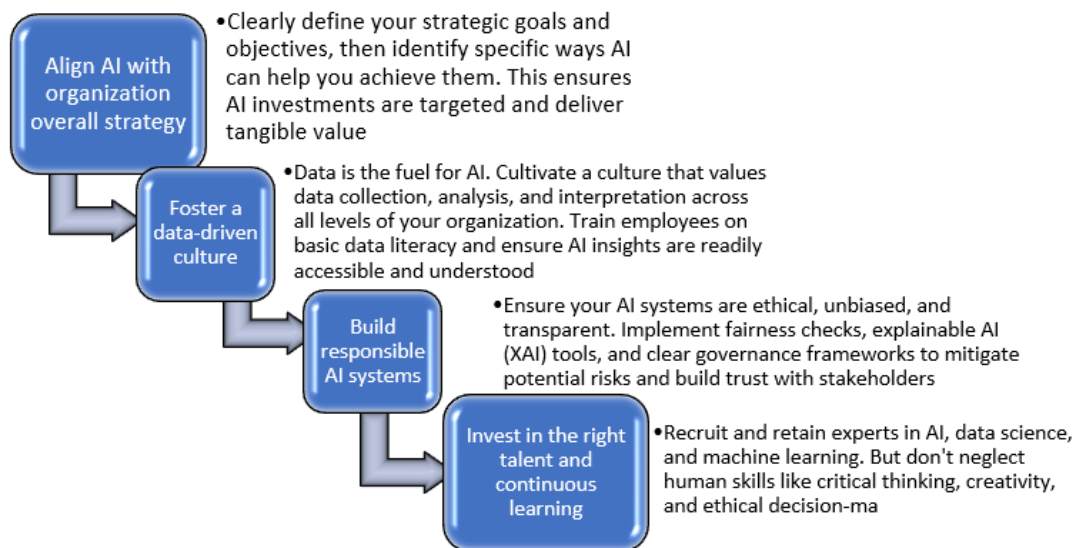 Align AI with
organization
overall strategy
•Clearly define your strategic goals and
objectives, then identify specific ways AI
can help you achieve them. This ensures
AI investments are targeted and deliver
tangible value
Foster a
data-driven
culture
•Data is the fuel for AI. Cultivate a culture that values
data collection, analysis, and interpretation across
all levels of your organization. Train employees on
basic data literacy and ensure AI insights are readily
accessible and understood
Build
responsible
AI systems
•Ensure your AI systems are ethical, unbiased, and
transparent. Implement fairness checks, explainable AI
(XAI) tools, and clear governance frameworks to mitigate
potential risks and build trust with stakeholders
Invest in the right
talent and
continuous
learning
•Recruit and retain experts in AI, data science,
and machine learning. But don't neglect
human skills like critical thinking, creativity,
and ethical decision-ma